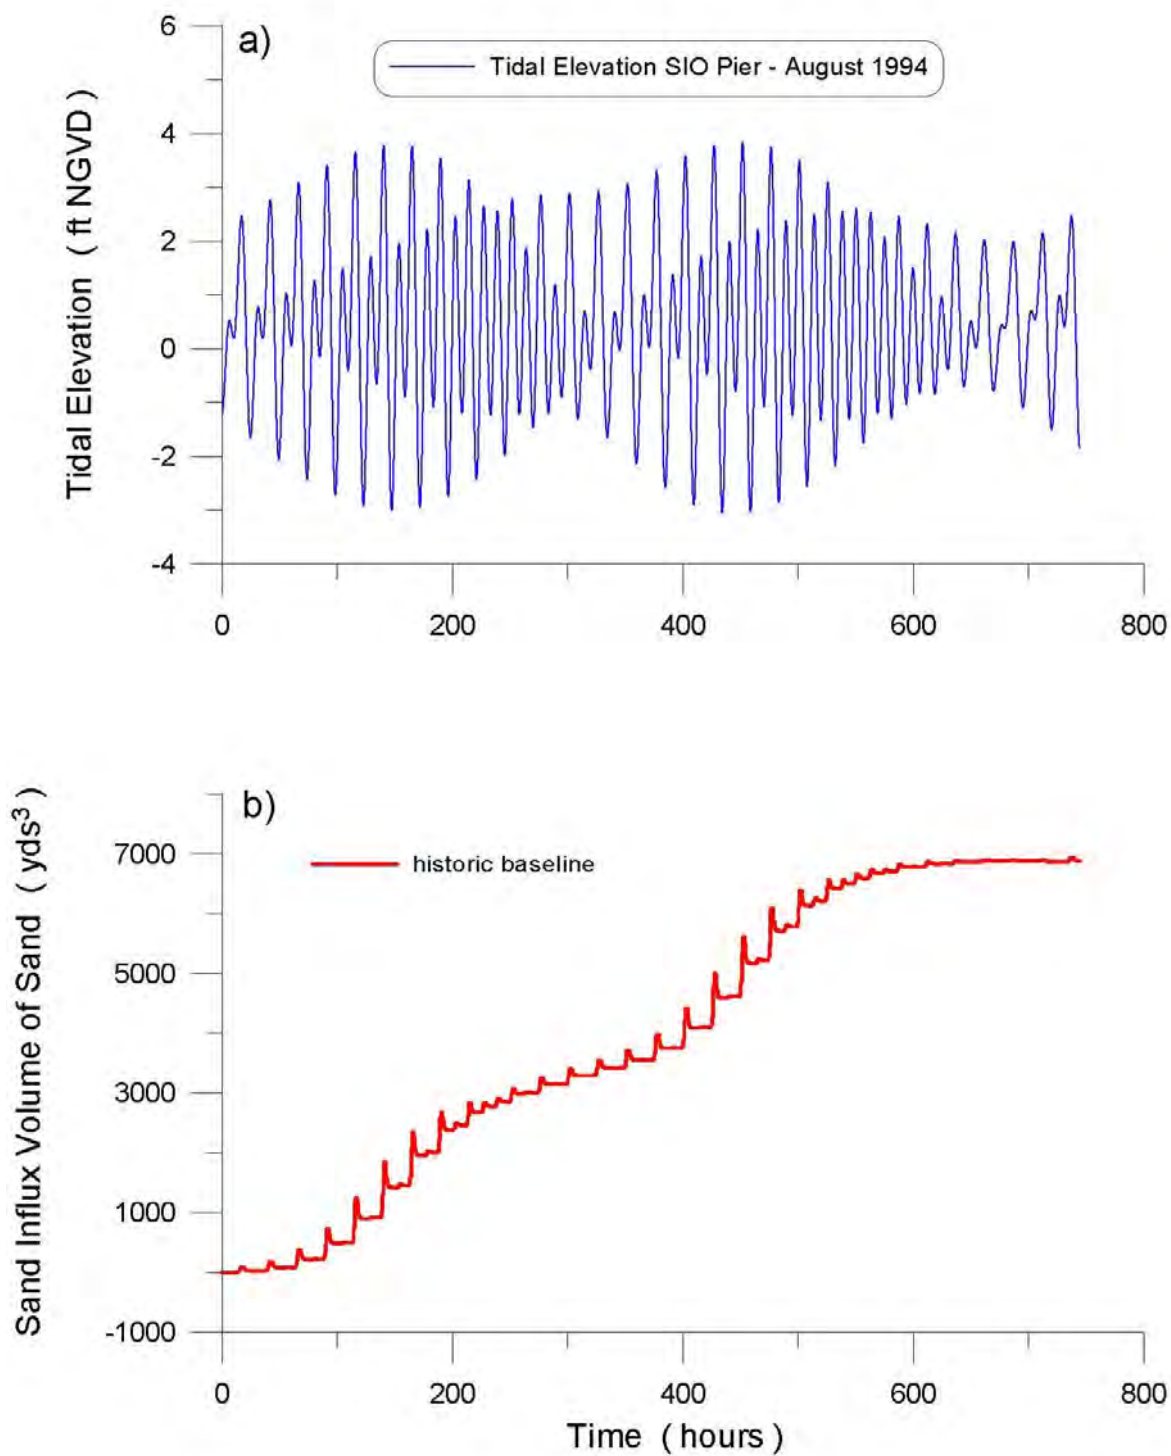 a)
Tidal Elevation SIO Pier - August 1994
Tidal Elevation ( ft NGVD )
6
4
2
0
-2
-4
0 200 400 600 800
b)
historic baseline
Sand Influx Volume of Sand ( yds³ )
7000
5000
3000
1000
-1000
0 200 400 600 800
Time ( hours )